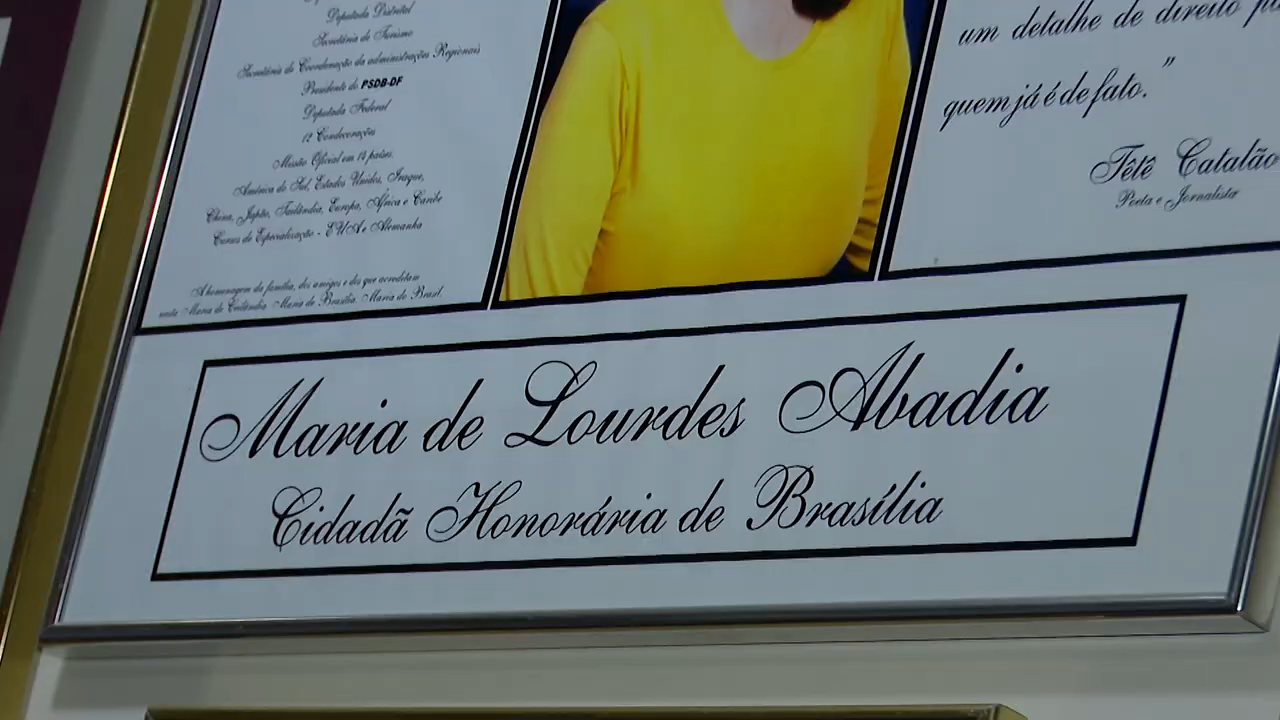 Deputada Distrital
Secretária de Turismo
Secretária de Coordenação da administrações Regionais
Presidente do PSDB-DF
Deputada Federal
12 Condecorações
Missão Oficial em 18 países.
América do Sul, Estados Unidos, Iraque,
China, Japão, Tailândia, Europa, África e Caribe
Curso de Especialização - EUA e Alemanha
A homenagem da família, dos amigos e dos que acreditam
nesta Maria de Ceilândia Maria de Brasília. Maria do Brasil.
um detalhe de direito
quem já é de fato.”
Tetê Catalão
Poeta e Jornalista
Maria de Lourdes Abadia
Cidadã Honorária de Brasília